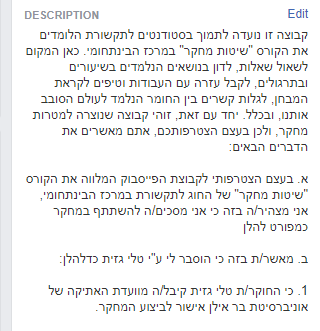 DESCRIPTION
Edit
קבוצה זו נועדה לתמוך בסטודנטים לתקשורת הלומדים
את הקורס "שיטות מחקר" במרכז הבינתחומי. כאן המקום
לשאול שאלות, לדון בנושאים הנלמדים בשיעורים
ובתרגולים, לקבל עזרה עם העבודות וטיפים לקראת
המבחן, לגלות קשרים בין החומר הנלמד לעולם הסובב
אותנו, ובכלל. יחד עם זאת, זוהי קבוצה שנוצרה למטרות
מחקר, ולכן בעצם הצטרפותכם, אתם מאשרים את
הדברים הבאים:
א. בעצם הצטרפותי לקבוצת הפייסבוק המלווה את הקורס
"שיטות מחקר" של החוג לתקשורת במרכז הבינתחומי,
אני מצהיר/ה בזה כי אני מסכים/ה להשתתף במחקר
כמפורט להלן
ב. מאשר/ת בזה כי הוסבר לי ע"י טלי גזית כדלהלן:
1. כי החוקר/ת טלי גזית קיבל/ה מוועדת האתיקה של
אוניברסיטת בר אילן אישור לביצוע המחקר.